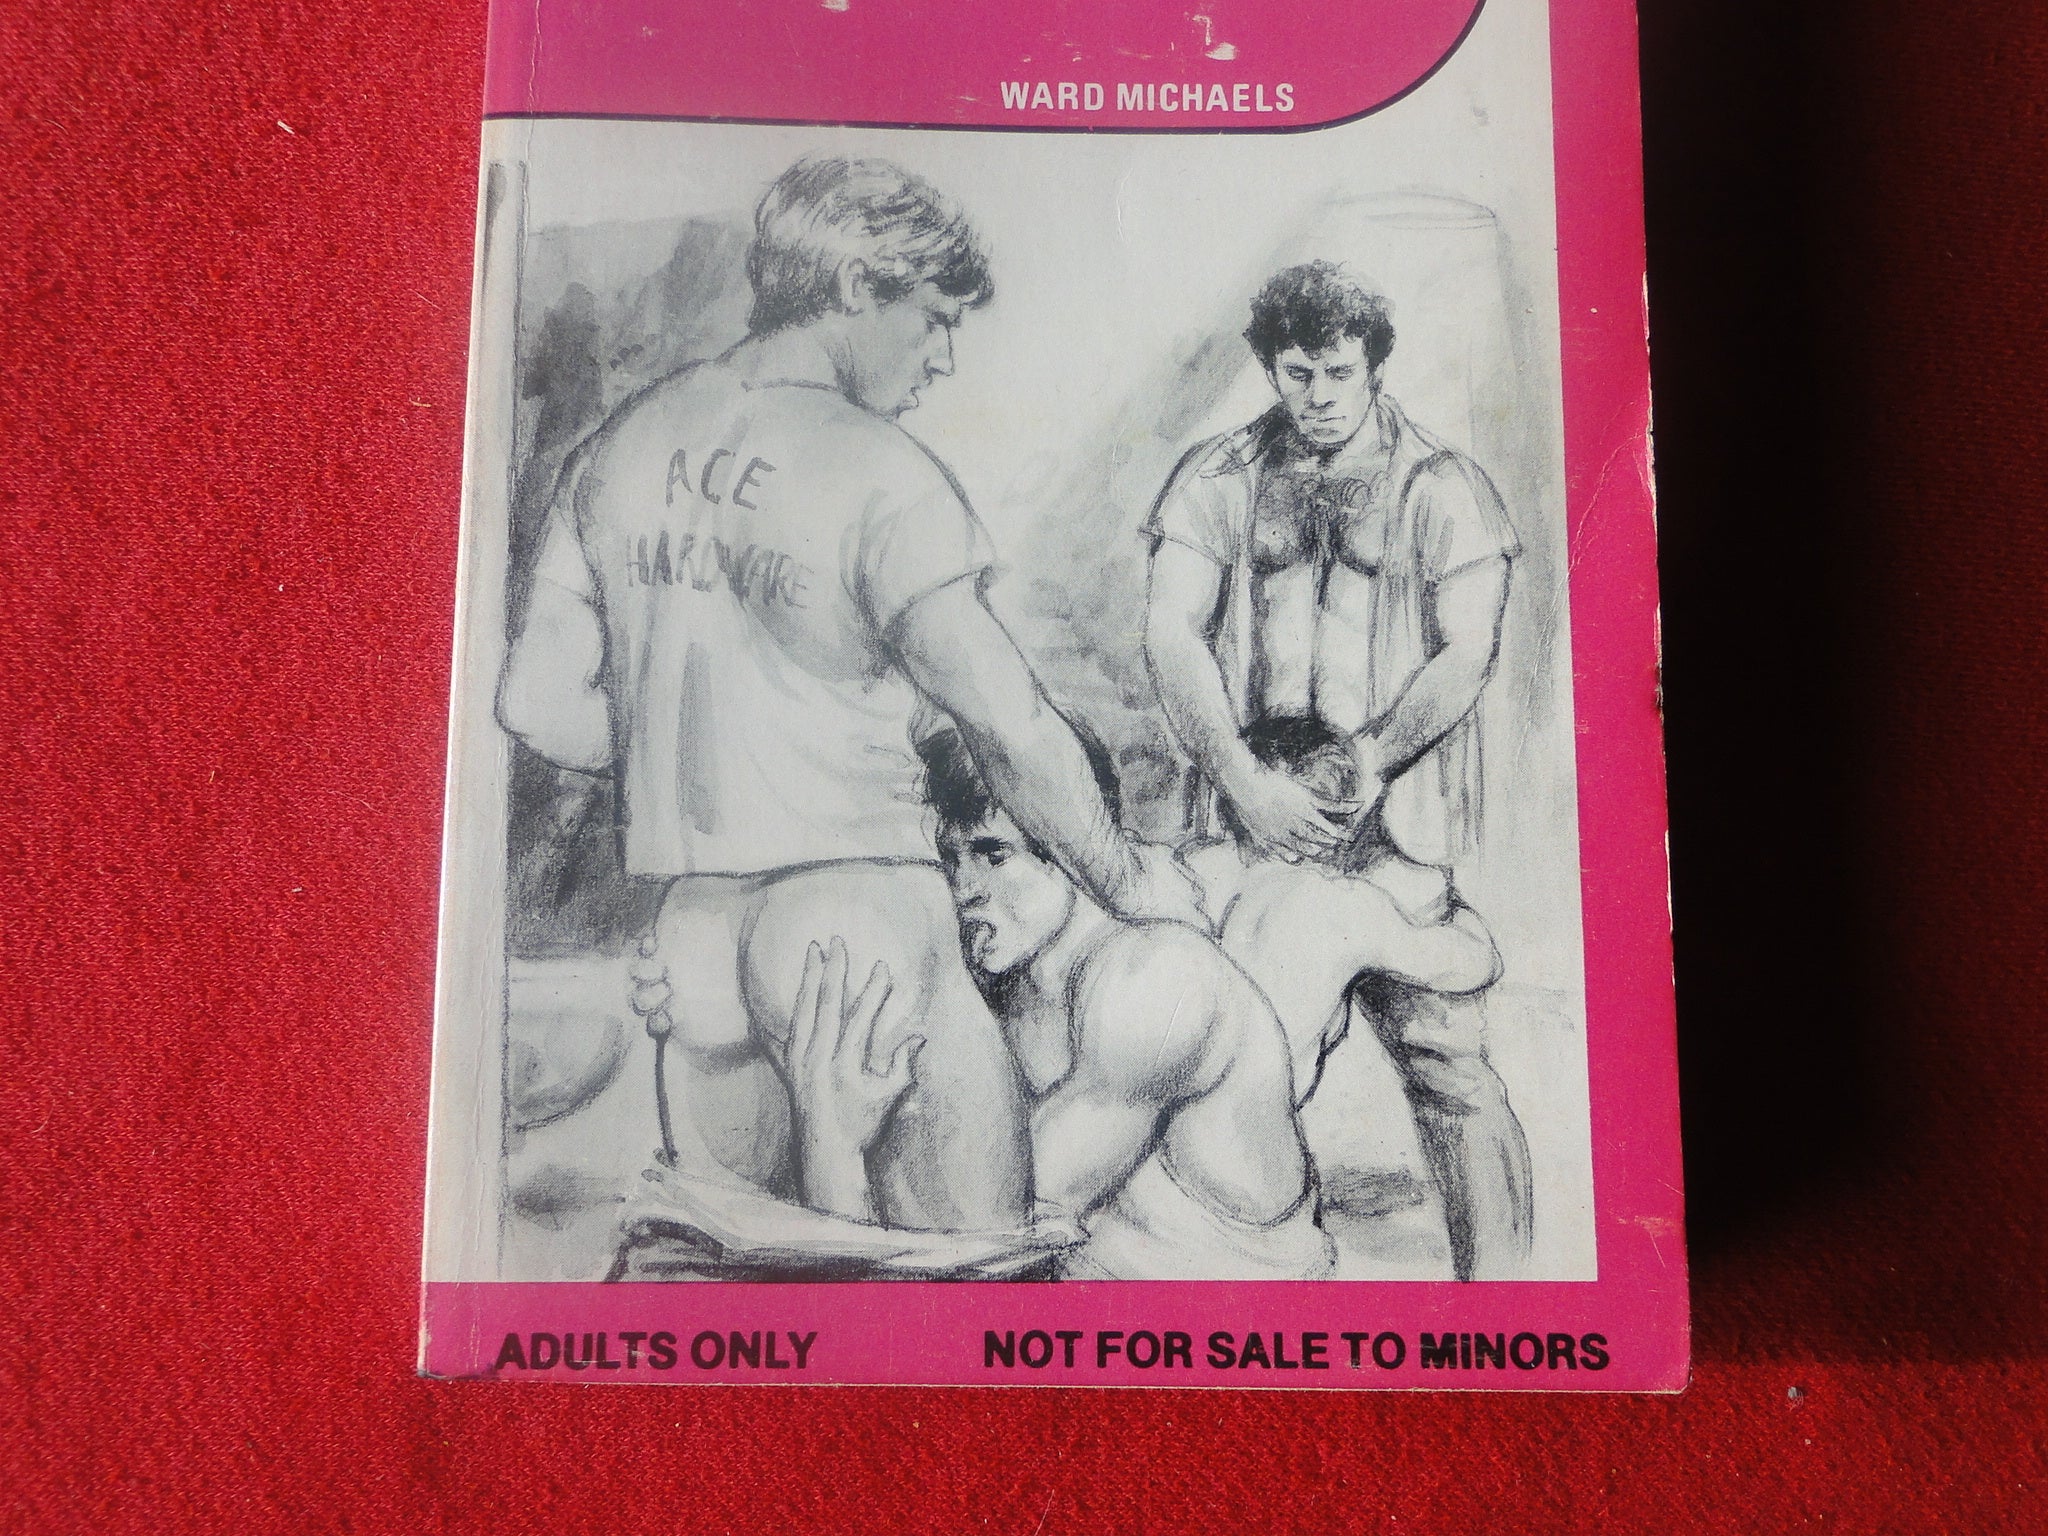 WARD MICHAELS
ACE
HARDWARE
ADULTS ONLY
NOT FOR SALE TO MINORS